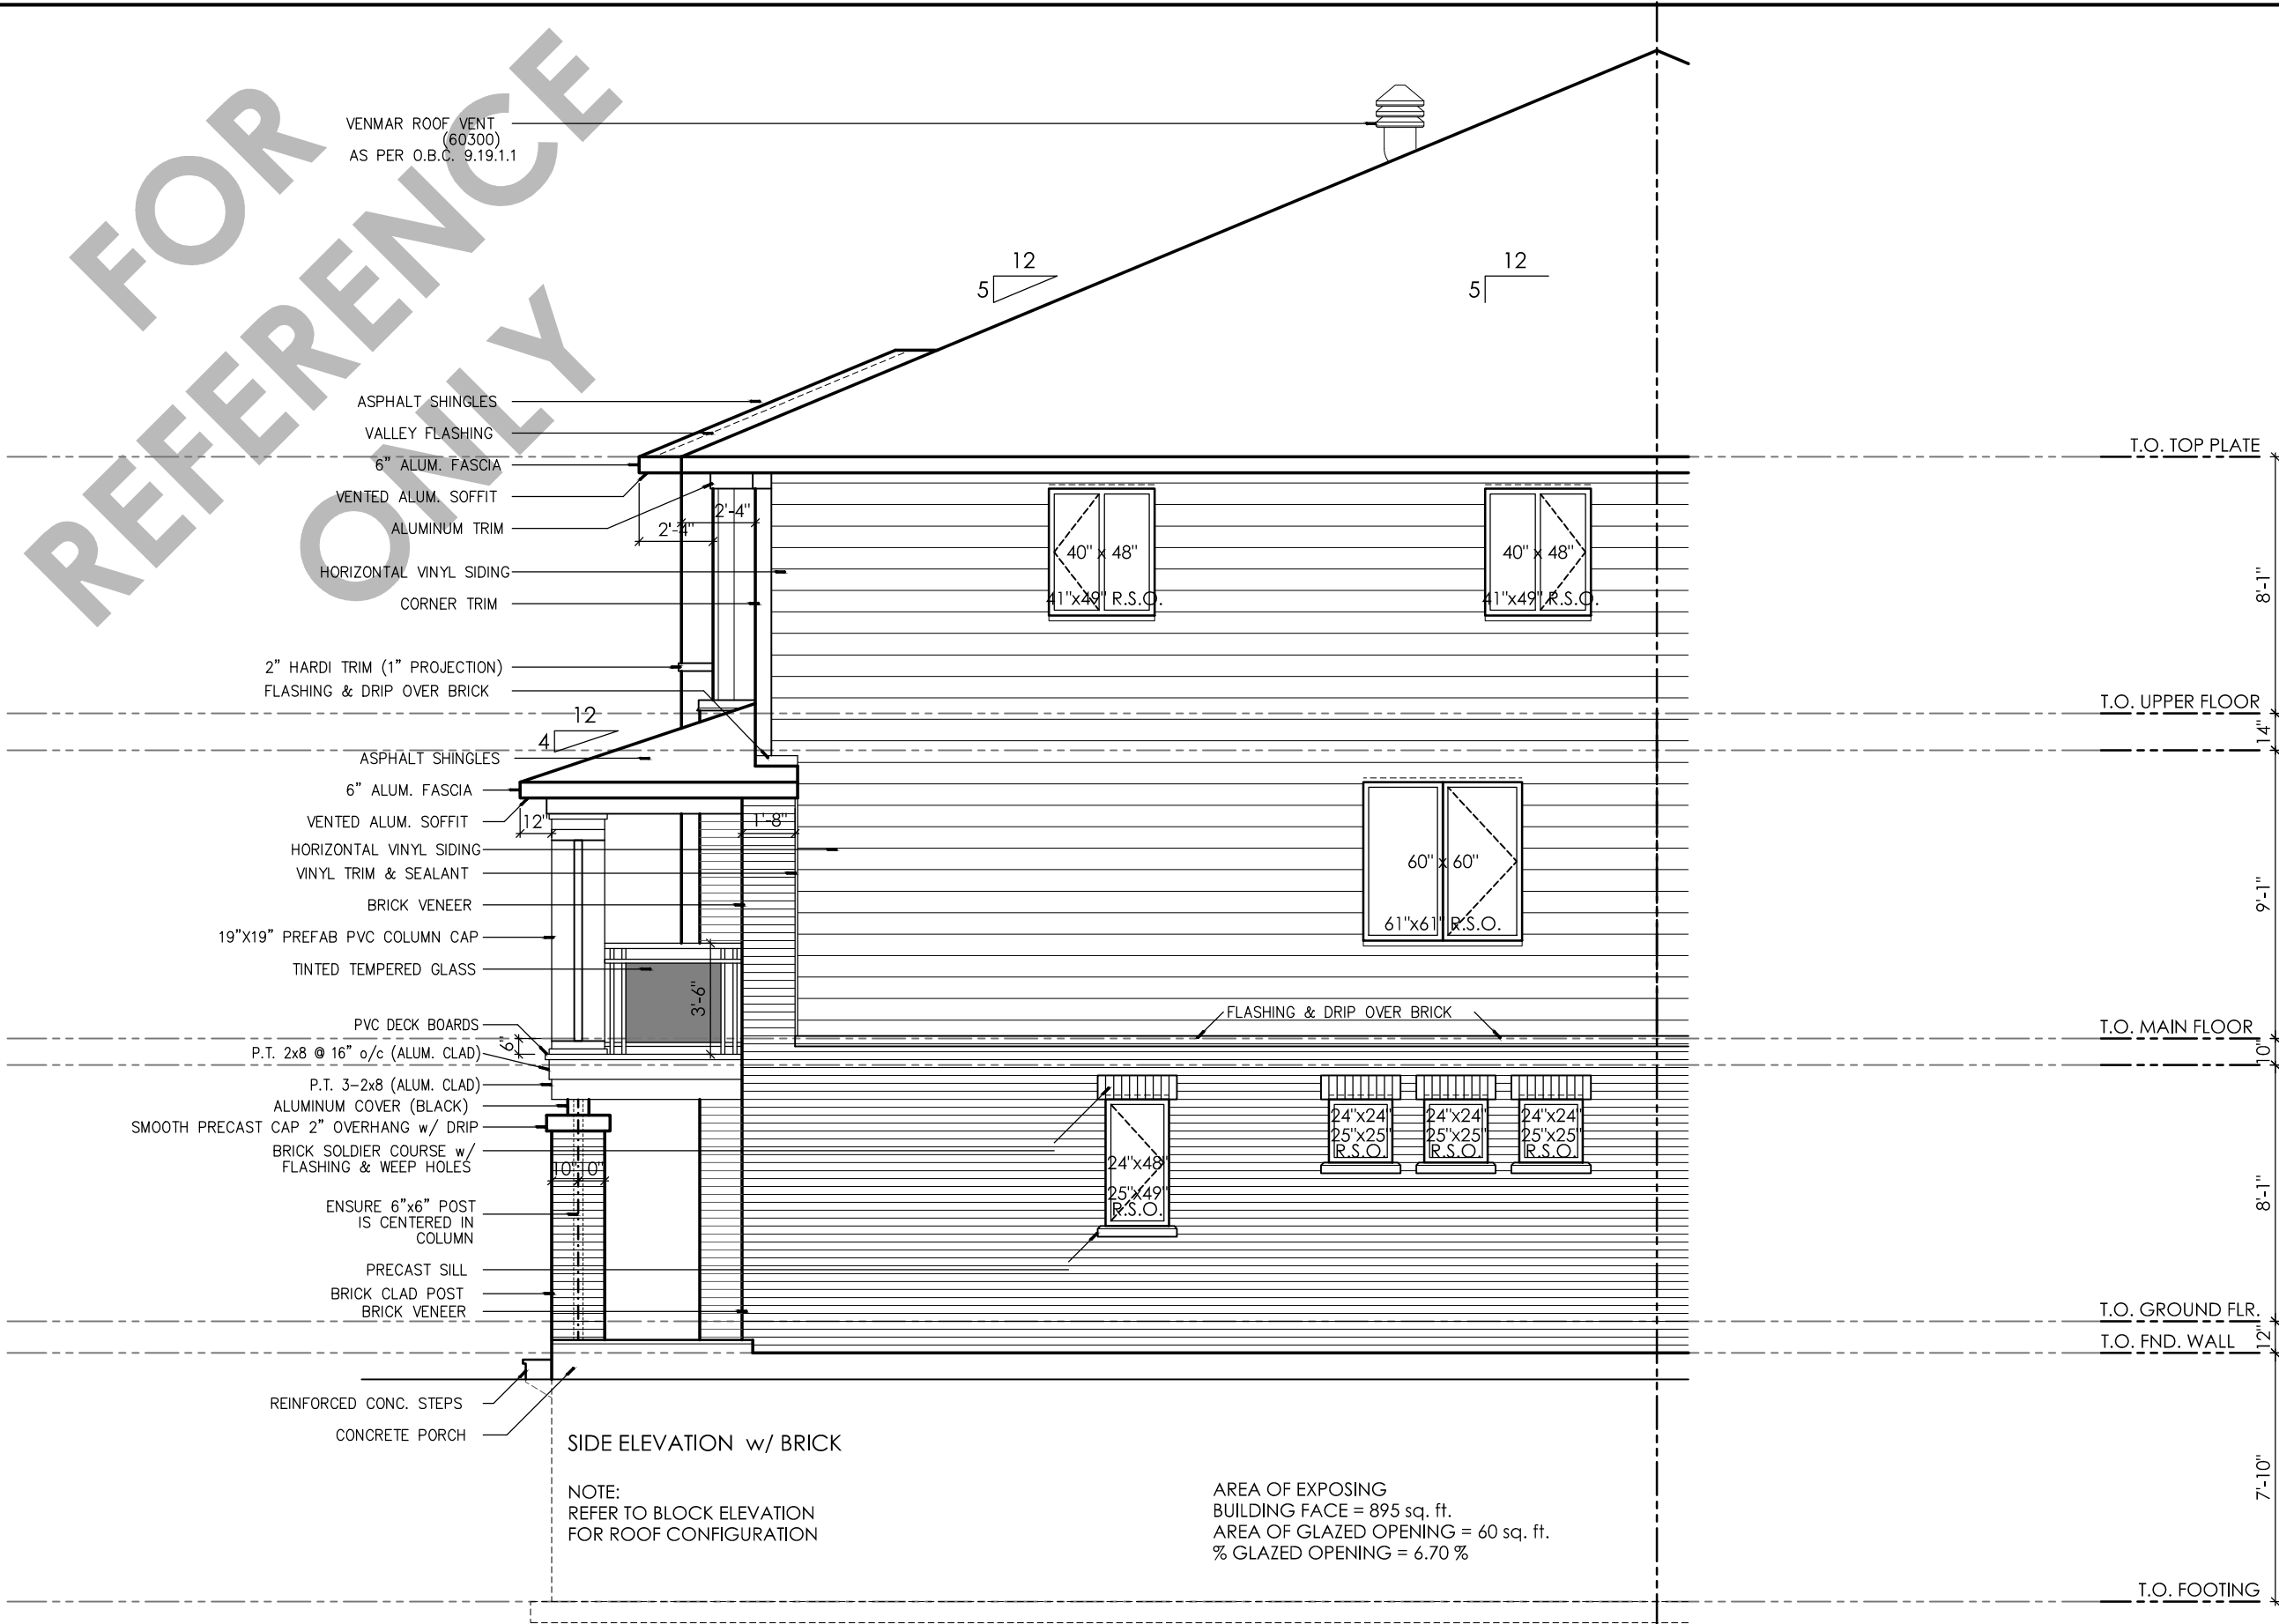 FOR
REFERENCE
ONLY
VENMAR ROOF VENT
(60300)
AS PER O.B.C. 9.19.1.1
12
5
12
5
ASPHALT SHINGLES
VALLEY FLASHING
6" ALUM. FASCIA
VENTED ALUM. SOFFIT
ALUMINUM TRIM
HORIZONTAL VINYL SIDING
CORNER TRIM
2" HARDI TRIM (1" PROJECTION)
FLASHING & DRIP OVER BRICK
2'-4"
2'-4"
40" x 48"
41"x49" R.S.O.
40" x 48"
41"x49" R.S.O.
12
4
ASPHALT SHINGLES
6" ALUM. FASCIA
VENTED ALUM. SOFFIT
HORIZONTAL VINYL SIDING
VINYL TRIM & SEALANT
BRICK VENEER
19"X19" PREFAB PVC COLUMN CAP
TINTED TEMPERED GLASS
PVC DECK BOARDS
P.T. 2x8 @ 16" o/c (ALUM. CLAD)
P.T. 3-2x8 (ALUM. CLAD)
ALUMINUM COVER (BLACK)
SMOOTH PRECAST CAP 2" OVERHANG w/ DRIP
BRICK SOLDIER COURSE w/
FLASHING & WEEP HOLES
ENSURE 6"x6" POST
IS CENTERED IN
COLUMN
PRECAST SILL
BRICK CLAD POST
BRICK VENEER
REINFORCED CONC. STEPS
CONCRETE PORCH
12"
1'-8"
3'-6"
6"
10"
10"
60" x 60"
61"x61" R.S.O.
FLASHING & DRIP OVER BRICK
24"x48"
25"x49"
R.S.O.
24"x24"
25"x25"
R.S.O.
24"x24"
25"x25"
R.S.O.
24"x24"
25"x25"
R.S.O.
T.O. TOP PLATE
8'-1"
T.O. UPPER FLOOR
14"
9'-1"
T.O. MAIN FLOOR
10"
8'-1"
T.O. GROUND FLR.
12"
T.O. FND. WALL
7'-10"
T.O. FOOTING
SIDE ELEVATION w/ BRICK
NOTE:
REFER TO BLOCK ELEVATION
FOR ROOF CONFIGURATION
AREA OF EXPOSING
BUILDING FACE = 895 sq. ft.
AREA OF GLAZED OPENING = 60 sq. ft.
% GLAZED OPENING = 6.70 %